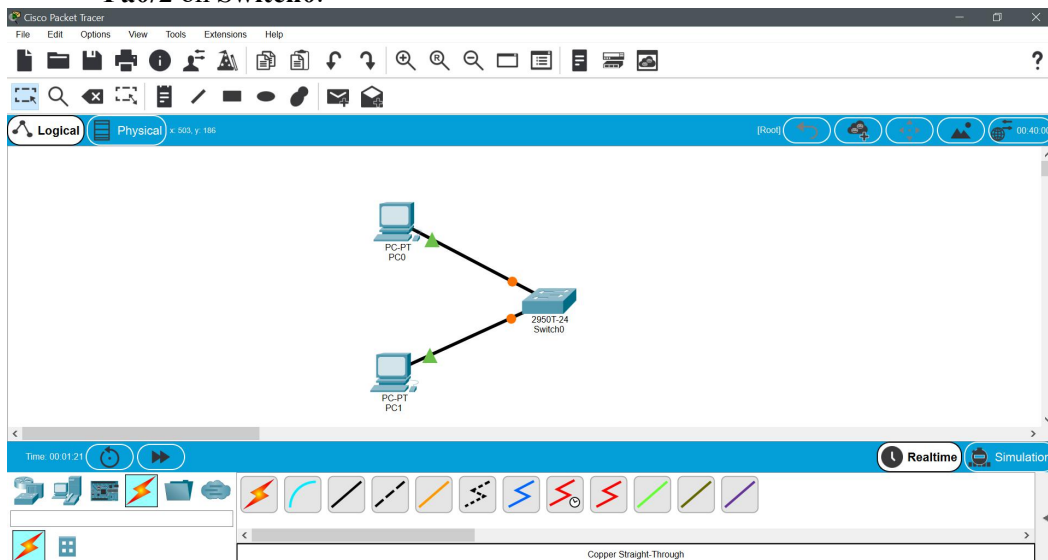 Fa0/2 on Switch0.
Cisco Packet Tracer
File Edit Options View Tools Extensions Help
?
Logical Physical x: 503, y: 186 [Root] 00:40:00
PC-PT
PC0
2950T-24
Switch0
PC-PT
PC1
Time: 00:01:21 Realtime Simulation
Copper Straight-Through